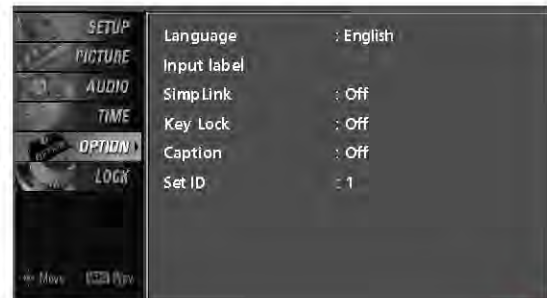 SETUP
PICTURE
AUDIO
TIME
OPTION
LOCK
Move
Prev
Language : English
Input label
SimpLink : Off
Key Lock : Off
Caption : Off
Set ID : 1